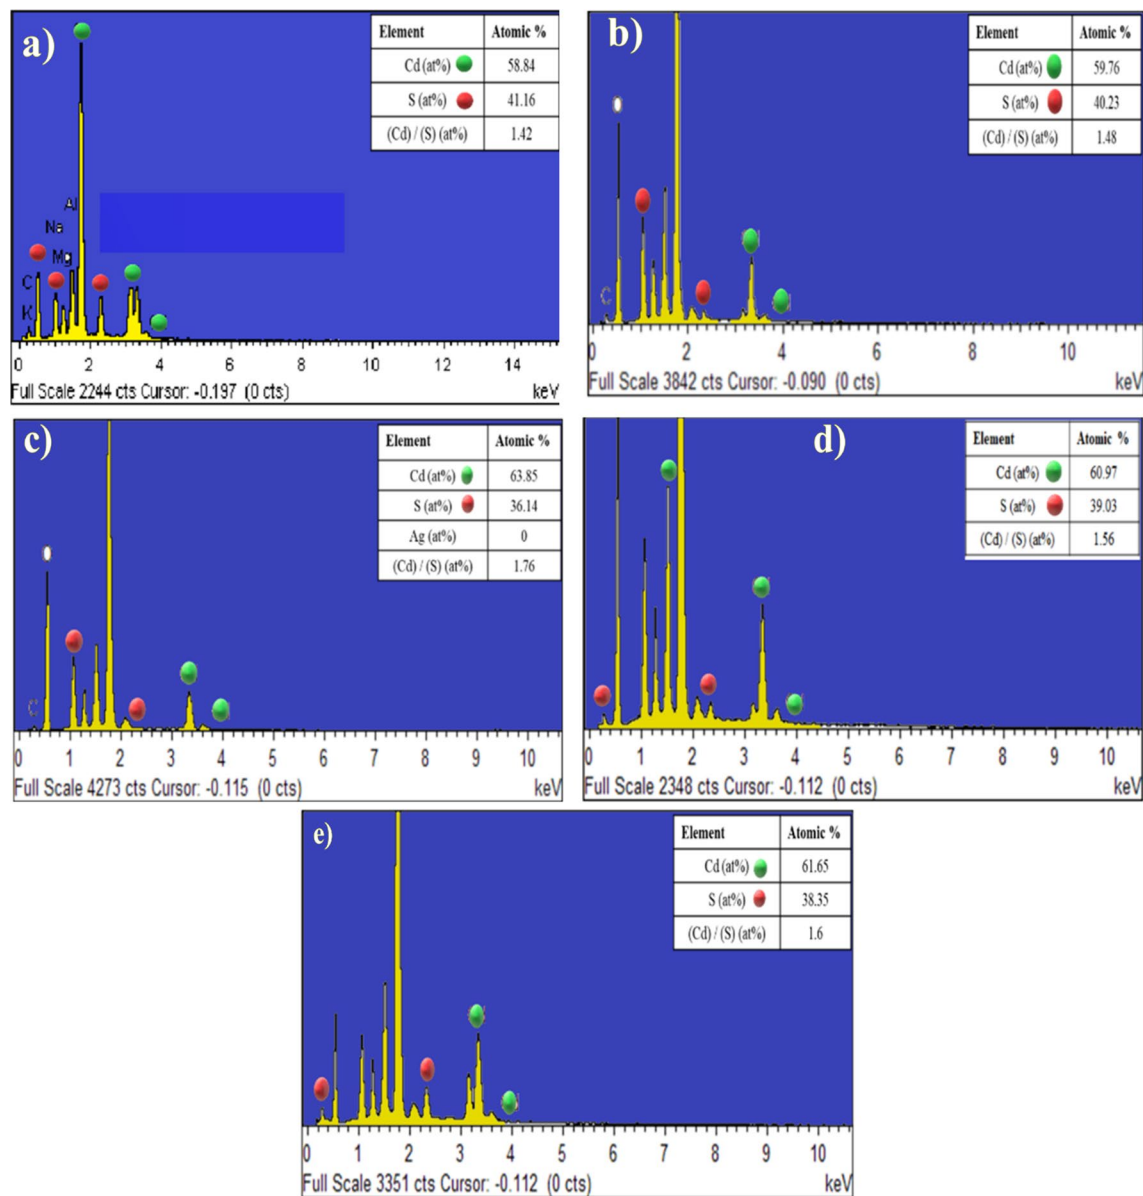 a)
Element Atomic %
Cd (at%) 58.84
S (at%) 41.16
(Cd) / (S) (at%) 1.42
Al
Na
Mg
C
K
0 2 4 6 8 10 12 14
Full Scale 2244 cts Cursor: -0.197 (0 cts) keV
b)
Element Atomic %
Cd (at%) 59.76
S (at%) 40.23
(Cd) / (S) (at%) 1.48
C
0 2 4 6 8 10
Full Scale 3842 cts Cursor: -0.090 (0 cts) keV
c)
Element Atomic %
Cd (at%) 63.85
S (at%) 36.14
Ag (at%) 0
(Cd) / (S) (at%) 1.76
C
0 1 2 3 4 5 6 7 8 9 10
Full Scale 4273 cts Cursor: -0.115 (0 cts) keV
d)
Element Atomic %
Cd (at%) 60.97
S (at%) 39.03
(Cd) / (S) (at%) 1.56
0 1 2 3 4 5 6 7 8 9 10
Full Scale 2348 cts Cursor: -0.112 (0 cts) keV
e)
Element Atomic %
Cd (at%) 61.65
S (at%) 38.35
(Cd) / (S) (at%) 1.6
0 1 2 3 4 5 6 7 8 9 10
Full Scale 3351 cts Cursor: -0.112 (0 cts) keV